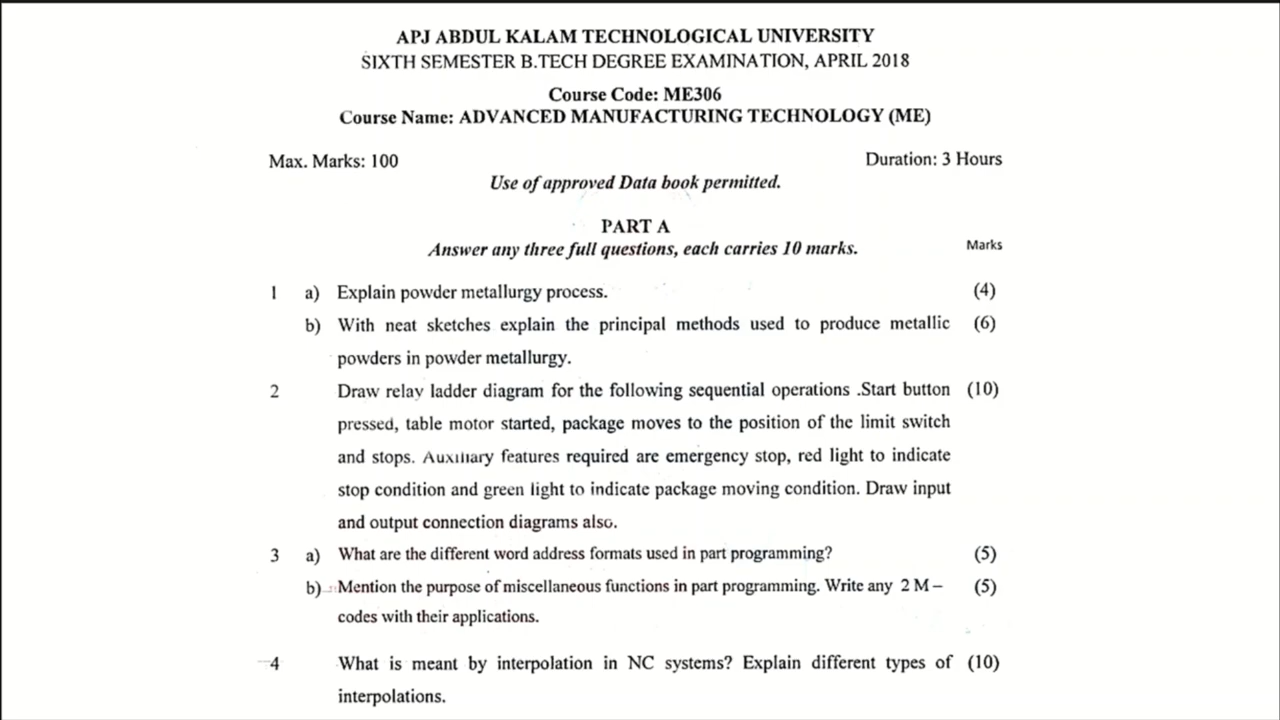 APJ ABDUL KALAM TECHNOLOGICAL UNIVERSITY
SIXTH SEMESTER B.TECH DEGREE EXAMINATION, APRIL 2018
Course Code: ME306
Course Name: ADVANCED MANUFACTURING TECHNOLOGY (ME)
Max. Marks: 100 Duration: 3 Hours
Use of approved Data book permitted.
PART A
Answer any three full questions, each carries 10 marks. Marks
1 a) Explain powder metallurgy process. (4)
b) With neat sketches explain the principal methods used to produce metallic (6)
powders in powder metallurgy.
2 Draw relay ladder diagram for the following sequential operations .Start button (10)
pressed, table motor started, package moves to the position of the limit switch
and stops. Auxiliary features required are emergency stop, red light to indicate
stop condition and green light to indicate package moving condition. Draw input
and output connection diagrams also.
3 a) What are the different word address formats used in part programming? (5)
b) Mention the purpose of miscellaneous functions in part programming. Write any 2 M – (5)
codes with their applications.
4 What is meant by interpolation in NC systems? Explain different types of (10)
interpolations.